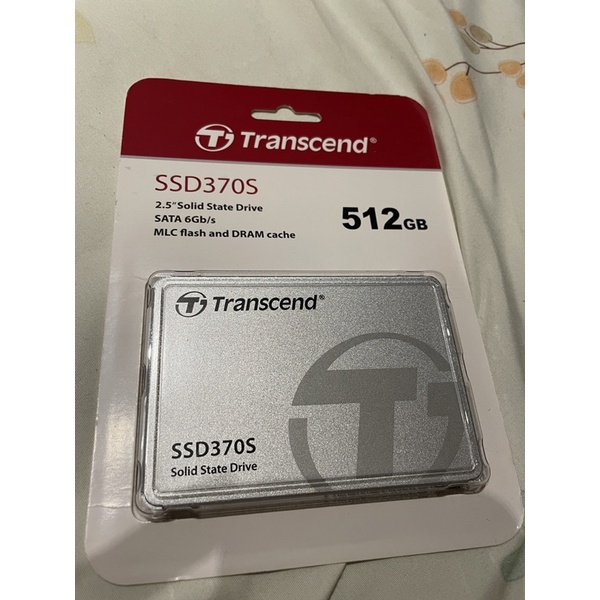 Transcend®
SSD370S
2.5" Solid State Drive
SATA 6Gb/s
MLC flash and DRAM cache
512GB
Transcend®
SSD370S
Solid State Drive